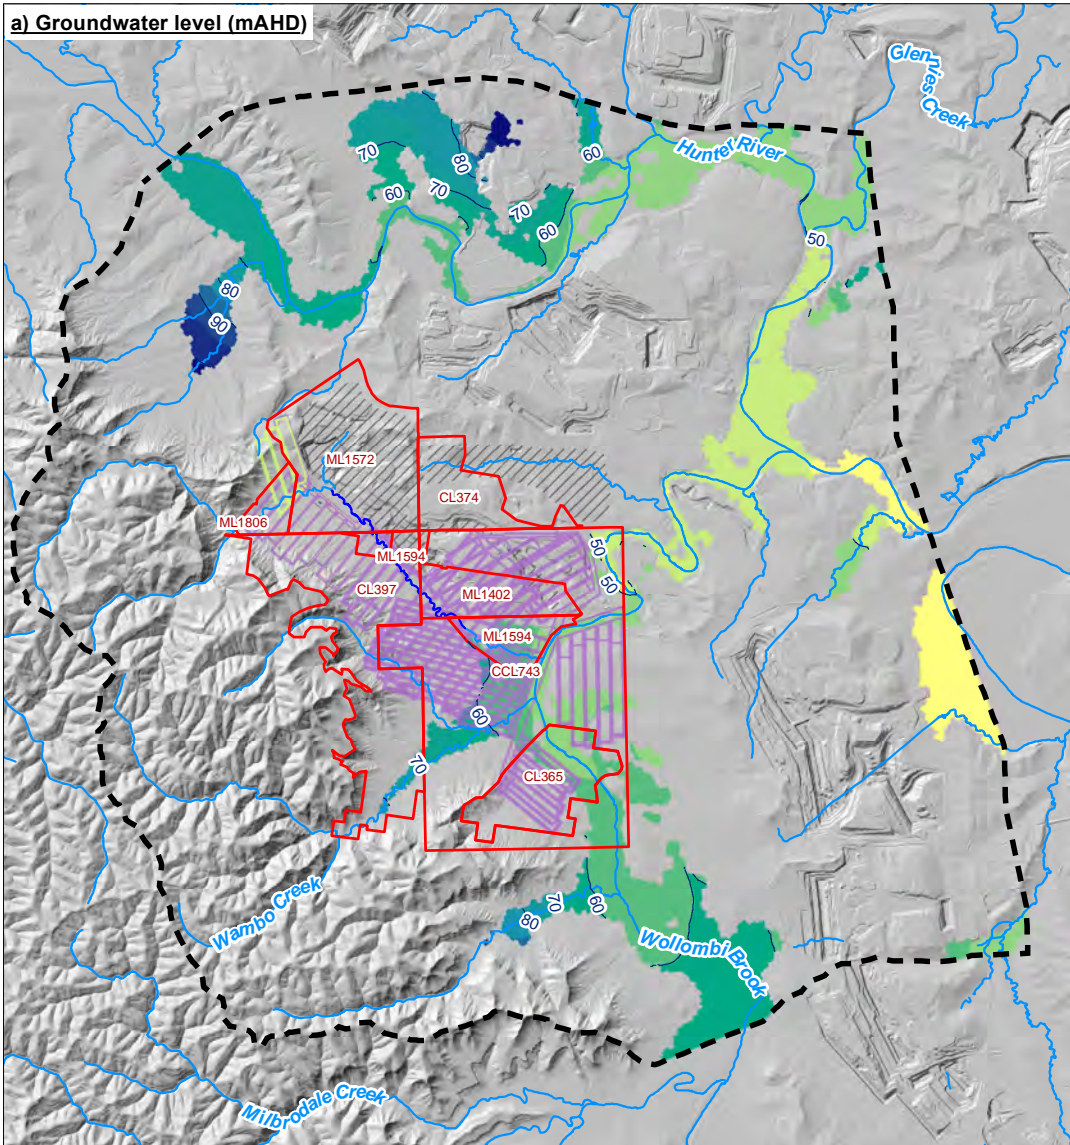 a) Groundwater level (mAHD)
Glennies Creek
Hunter River
70
80
60
60
70
70
60
50
80
90
ML1572
CL374
ML1806
ML1594
50
50
CL397
ML1402
ML1594
CCL743
60
70
CL365
Wambo Creek
70
60
80
Wollombi Brook
Milbrodale Creek